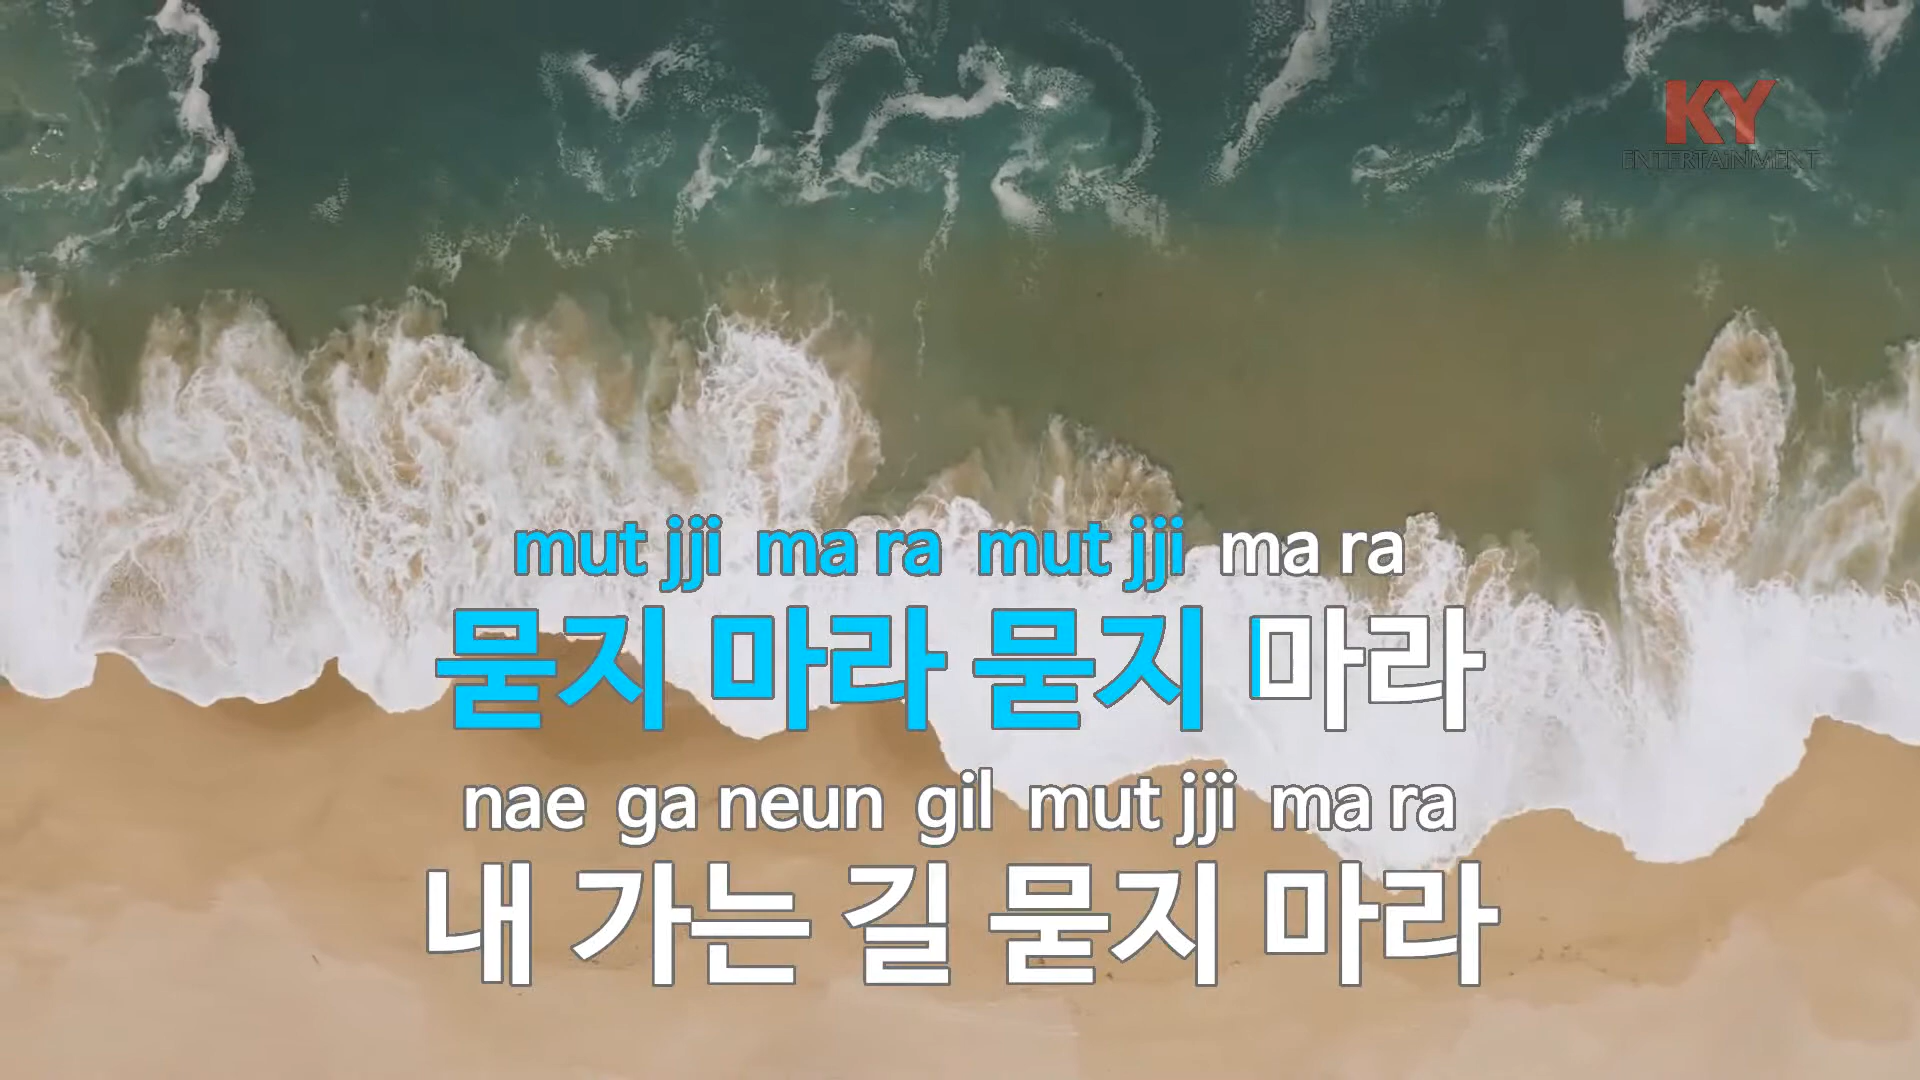 KY
ENTERTAINMENT
mut jji ma ra mut jji ma ra
묻지 마라 묻지 마라
nae ga neun gil mut jji ma ra
내 가는 길 묻지 마라